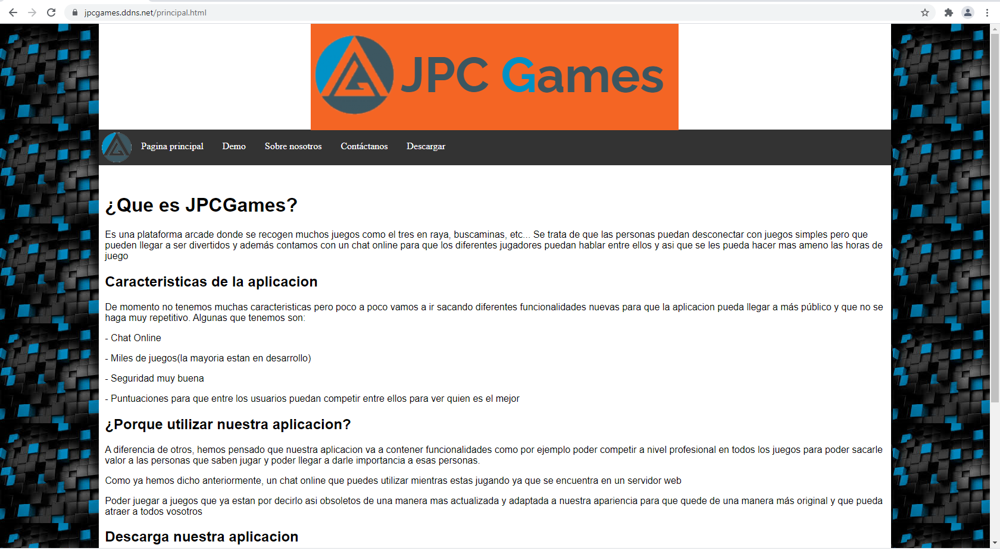 jpcgames.ddns.net/principal.html
JPC Games
Pagina principal Demo Sobre nosotros Contáctanos Descargar
¿Que es JPCGames?
Es una plataforma arcade donde se recogen muchos juegos como el tres en raya, buscaminas, etc... Se trata de que las personas puedan desconectar con juegos simples pero que
pueden llegar a ser divertidos y además contamos con un chat online para que los diferentes jugadores puedan hablar entre ellos y asi que se les pueda hacer mas ameno las horas de
juego
Caracteristicas de la aplicacion
De momento no tenemos muchas caracteristicas pero poco a poco vamos a ir sacando diferentes funcionalidades nuevas para que la aplicacion pueda llegar a más público y que no se
haga muy repetitivo. Algunas que tenemos son:
- Chat Online
- Miles de juegos(la mayoria estan en desarrollo)
- Seguridad muy buena
- Puntuaciones para que entre los usuarios puedan competir entre ellos para ver quien es el mejor
¿Porque utilizar nuestra aplicacion?
A diferencia de otros, hemos pensado que nuestra aplicacion va a contener funcionalidades como por ejemplo poder competir a nivel profesional en todos los juegos para poder sacarle
valor a las personas que saben jugar y poder llegar a darle importancia a esas personas.
Como ya hemos dicho anteriormente, un chat online que puedes utilizar mientras estas jugando ya que se encuentra en un servidor web
Poder juegar a juegos que ya estan por decirlo asi obsoletos de una manera mas actualizada y adaptada a nuestra apariencia para que quede de una manera más original y que pueda
atraer a todos vosotros
Descarga nuestra aplicacion